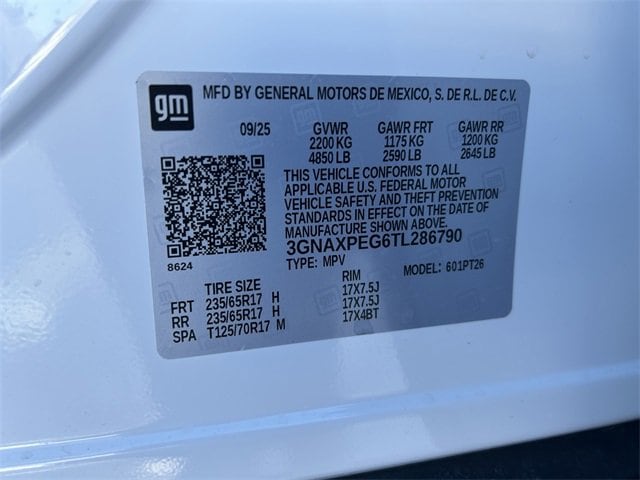 gm MFD BY GENERAL MOTORS DE MEXICO, S. DE R.L. DE C.V.
09/25 GVWR GAWR FRT GAWR RR
2200 KG 1175 KG 1200 KG
4850 LB 2590 LB 2645 LB
THIS VEHICLE CONFORMS TO ALL
APPLICABLE U.S. FEDERAL MOTOR
VEHICLE SAFETY AND THEFT PREVENTION
STANDARDS IN EFFECT ON THE DATE OF
MANUFACTURE SHOWN ABOVE.
3GNAXPEG6TL286790
8624 TYPE: MPV MODEL: 601PT26
TIRE SIZE RIM
FRT 235/65R17 H 17X7.5J
RR 235/65R17 H 17X7.5J
SPA T125/70R17 M 17X4BT